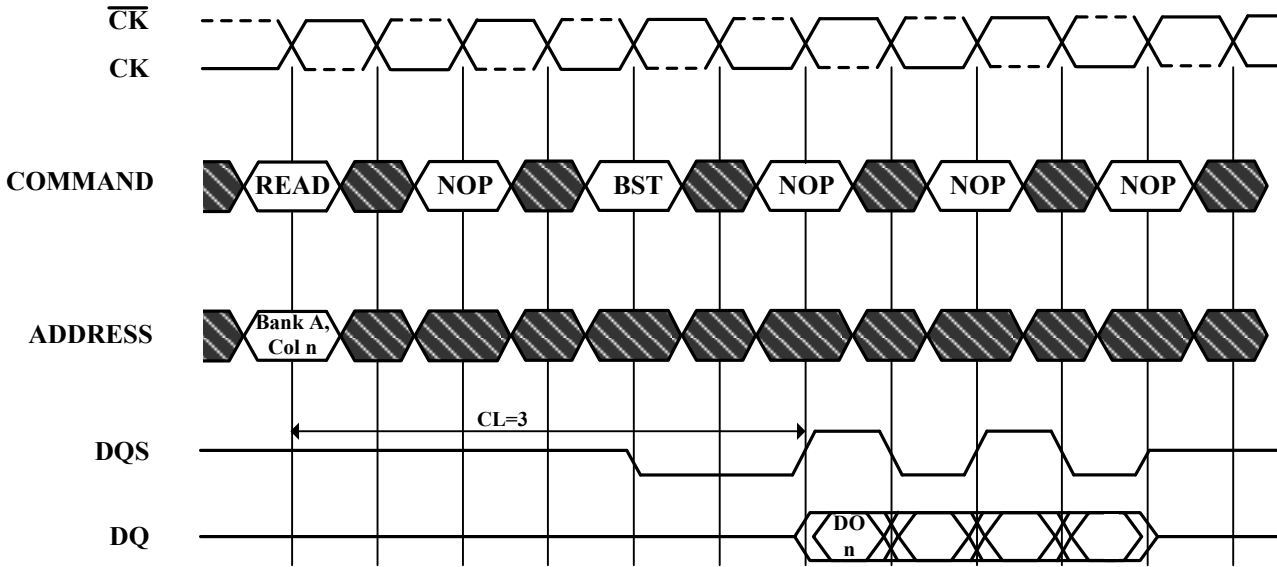 CK
CK
COMMAND
READ
NOP
BST
NOP
NOP
NOP
ADDRESS
Bank A,
Col n
CL=3
DQS
DQ
DO
n